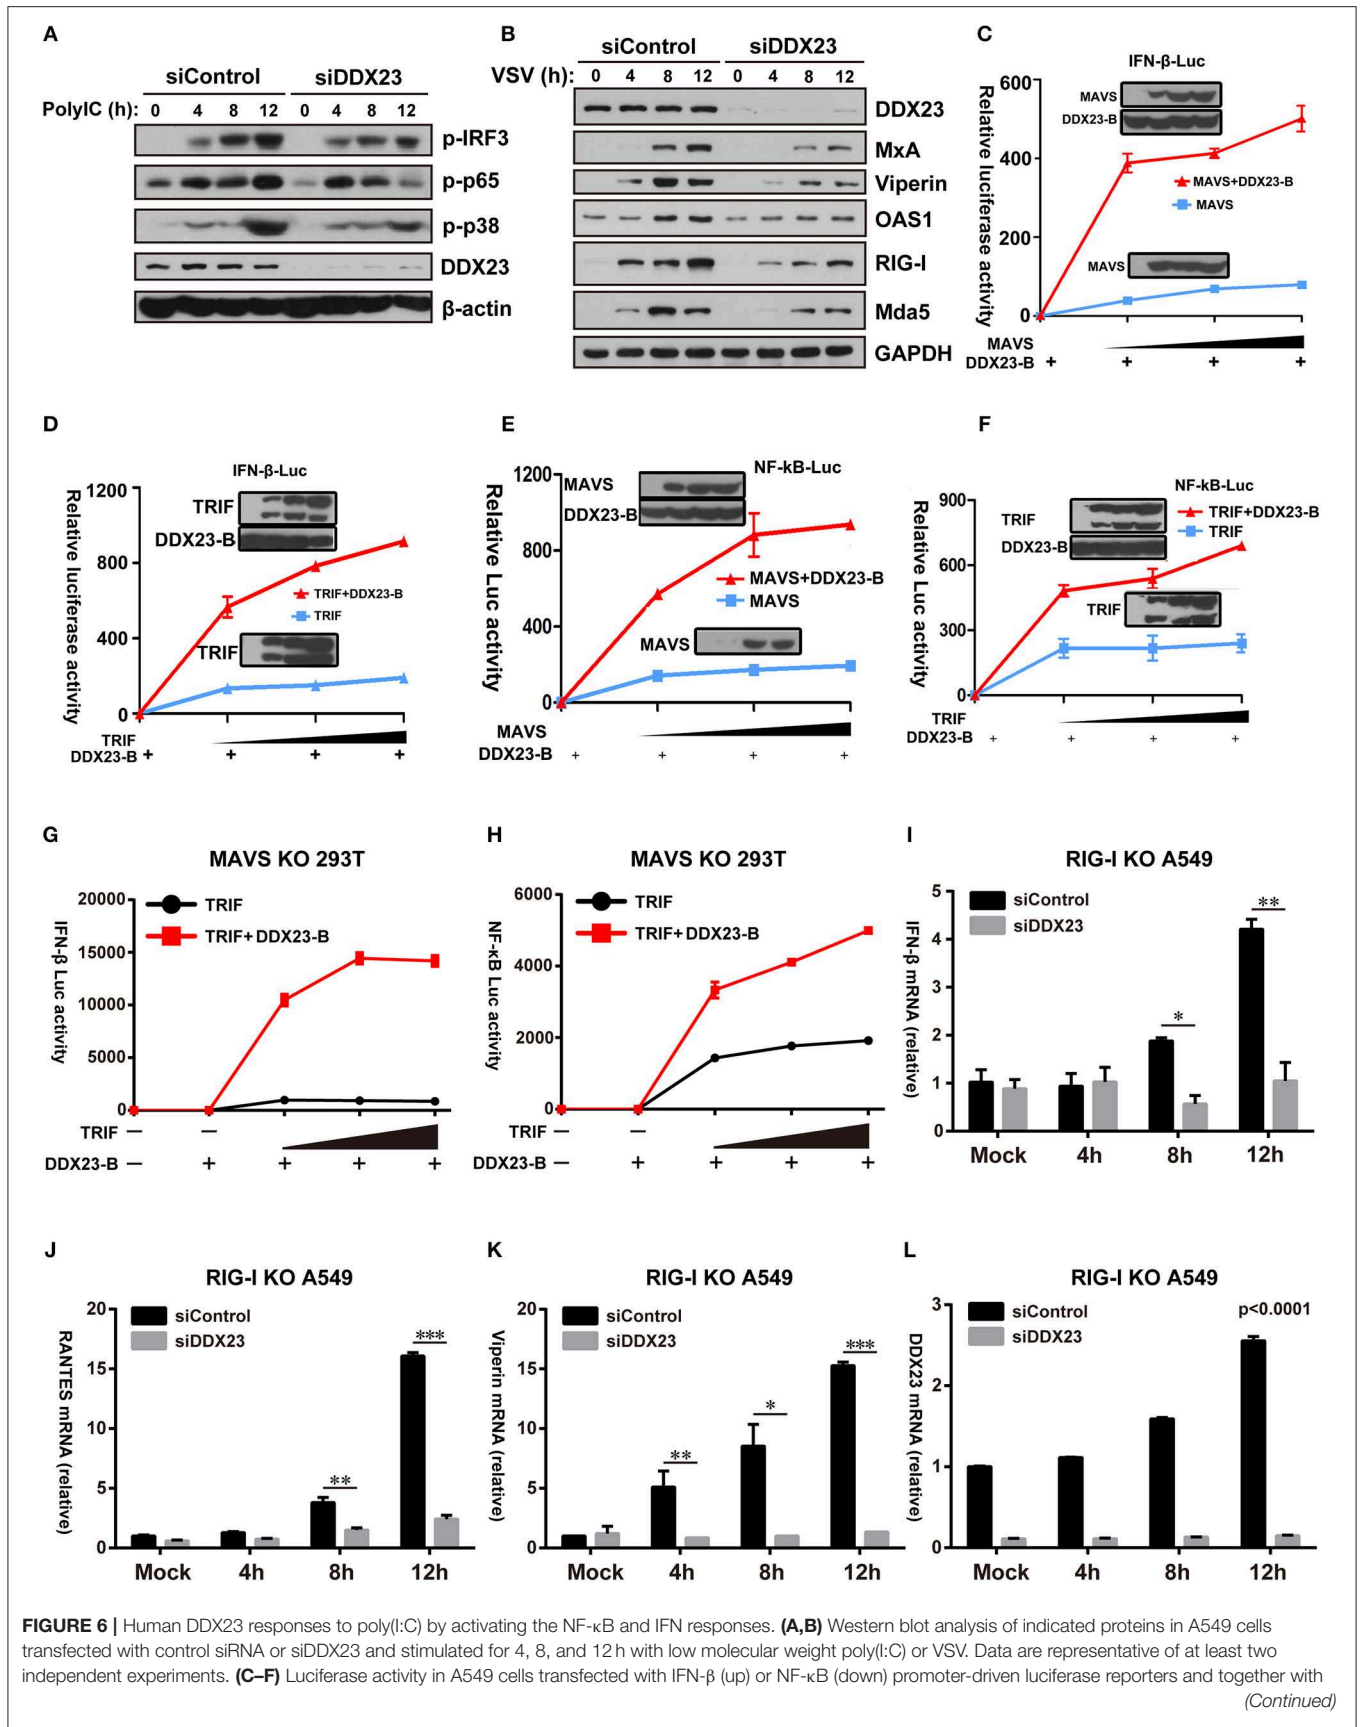 A
siControl siDDX23
PolyIC (h): 0 4 8 12 0 4 8 12
p-IRF3
p-p65
p-p38
DDX23
β-actin
B
siControl siDDX23
VSV (h): 0 4 8 12 0 4 8 12
DDX23
MxA
Viperin
OAS1
RIG-I
Mda5
GAPDH
C
IFN-β-Luc
Relative luciferase activity
600
400
200
0
MAVS
DDX23-B
MAVS+DDX23-B
MAVS
MAVS
MAVS
DDX23-B + + + +
D
IFN-β-Luc
Relative luciferase activity
1200
800
400
0
TRIF
DDX23-B
TRIF+DDX23-B
TRIF
TRIF
TRIF
DDX23-B + + + +
E
NF-kB-Luc
Relative Luc activity
1200
800
400
0
MAVS
DDX23-B
MAVS+DDX23-B
MAVS
MAVS
MAVS
DDX23-B + + + +
F
NF-kB-Luc
Relative Luc activity
900
600
300
0
TRIF+DDX23-B
TRIF
TRIF
DDX23-B
TRIF
TRIF
DDX23-B + + + +
G
MAVS KO 293T
IFN-β Luc activity
20000
15000
10000
5000
0
TRIF
TRIF+DDX23-B
TRIF — —
DDX23-B — + + + +
H
MAVS KO 293T
NF-κB Luc activity
6000
4000
2000
0
TRIF
TRIF+DDX23-B
TRIF — —
DDX23-B — + + + +
I
RIG-I KO A549
IFN-β mRNA (relative)
5
4
3
2
1
0
siControl
siDDX23
* **
Mock 4h 8h 12h
J
RIG-I KO A549
RANTES mRNA (relative)
20
15
10
5
0
siControl
siDDX23
** ***
Mock 4h 8h 12h
K
RIG-I KO A549
Viperin mRNA (relative)
20
15
10
5
0
siControl
siDDX23
** * ***
Mock 4h 8h 12h
L
RIG-I KO A549
DDX23 mRNA (relative)
3
2
1
0
siControl
siDDX23
p<0.0001
Mock 4h 8h 12h
FIGURE 6 | Human DDX23 responses to poly(I:C) by activating the NF-κB and IFN responses. (A,B) Western blot analysis of indicated proteins in A549 cells
transfected with control siRNA or siDDX23 and stimulated for 4, 8, and 12 h with low molecular weight poly(I:C) or VSV. Data are representative of at least two
independent experiments. (C–F) Luciferase activity in A549 cells transfected with IFN-β (up) or NF-κB (down) promoter-driven luciferase reporters and together with
(Continued)